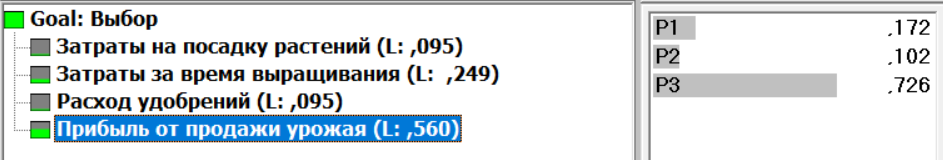 Goal: Выбор
Затраты на посадку растений (L: ,095)
Затраты за время выращивания (L: ,249)
Расход удобрений (L: ,095)
Прибыль от продажи урожая (L: ,560)
P1 ,172
P2 ,102
P3 ,726